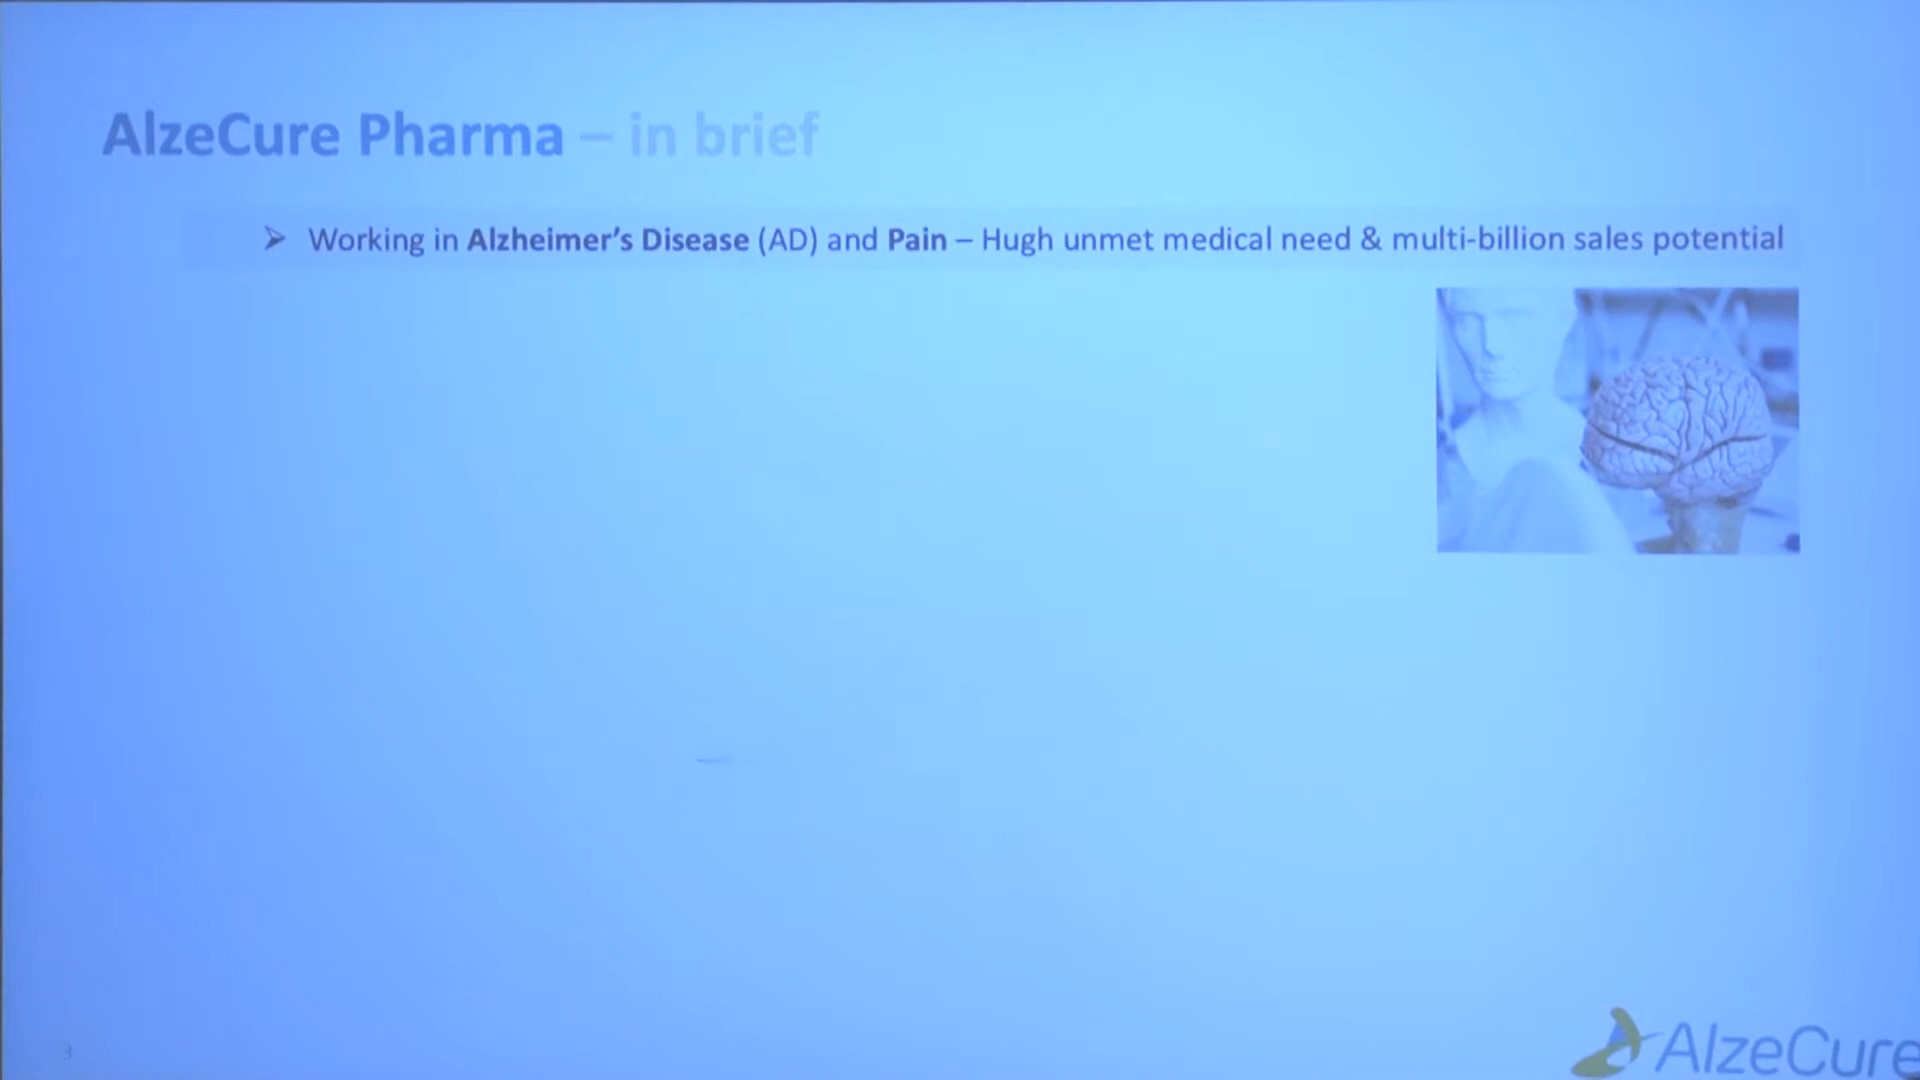 AlzeCure Pharma – in brief
➢ Working in Alzheimer's Disease (AD) and Pain – Hugh unmet medical need & multi-billion sales potential
3
AlzeCure